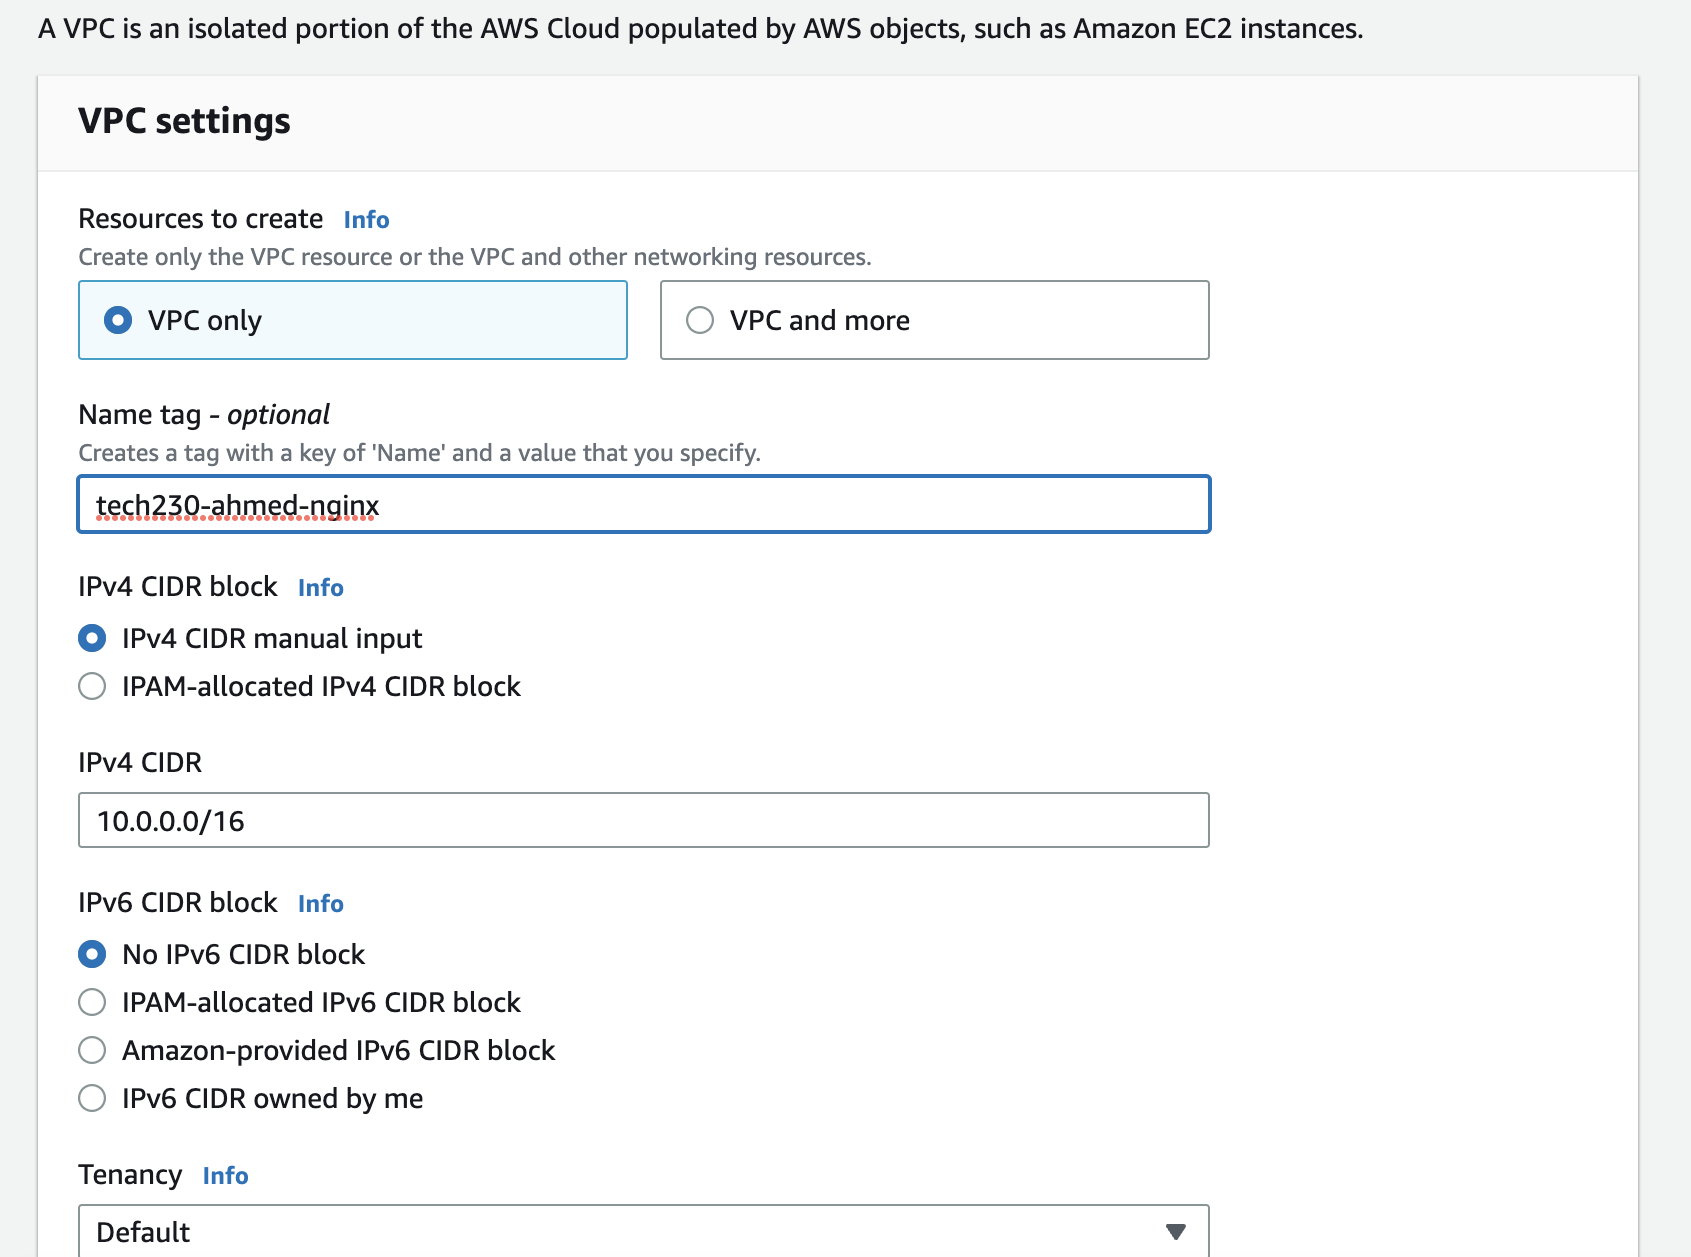 A VPC is an isolated portion of the AWS Cloud populated by AWS objects, such as Amazon EC2 instances.
VPC settings
Resources to create Info
Create only the VPC resource or the VPC and other networking resources.
VPC only
VPC and more
Name tag - optional
Creates a tag with a key of 'Name' and a value that you specify.
tech230-ahmed-nginx
IPv4 CIDR block Info
IPv4 CIDR manual input
IPAM-allocated IPv4 CIDR block
IPv4 CIDR
10.0.0.0/16
IPv6 CIDR block Info
No IPv6 CIDR block
IPAM-allocated IPv6 CIDR block
Amazon-provided IPv6 CIDR block
IPv6 CIDR owned by me
Tenancy Info
Default